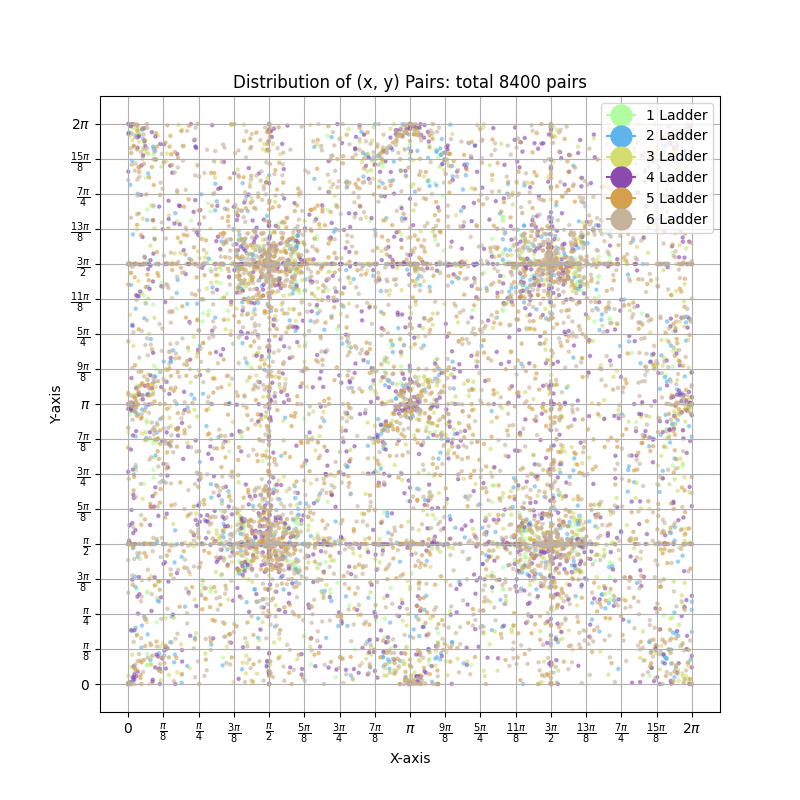 Distribution of (x, y) Pairs: total 8400 pairs
1 Ladder
2 Ladder
3 Ladder
4 Ladder
5 Ladder
6 Ladder
2π
15π/8
7π/4
13π/8
3π/2
11π/8
5π/4
9π/8
π
7π/8
3π/4
5π/8
π/2
3π/8
π/4
π/8
0
Y-axis
0 π/8 π/4 3π/8 π/2 5π/8 3π/4 7π/8 π 9π/8 5π/4 11π/8 3π/2 13π/8 7π/4 15π/8 2π
X-axis